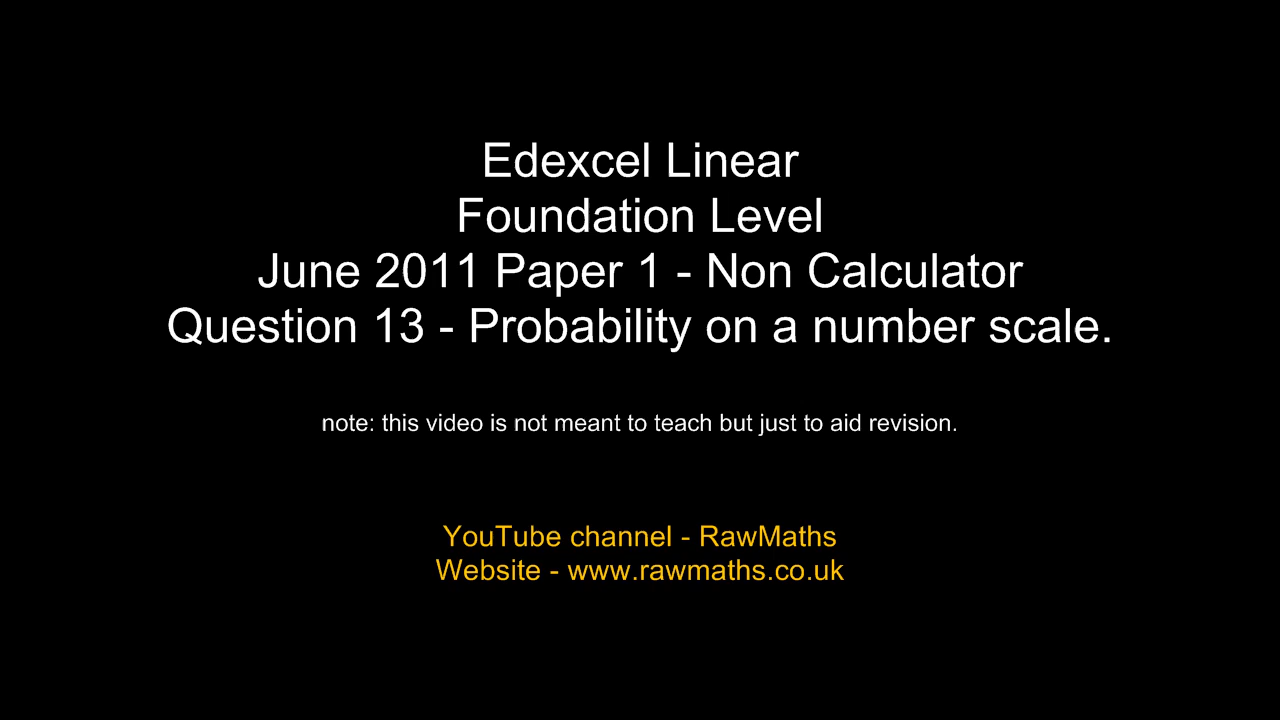 Edexcel Linear
Foundation Level
June 2011 Paper 1 - Non Calculator
Question 13 - Probability on a number scale.
note: this video is not meant to teach but just to aid revision.
YouTube channel - RawMaths
Website - www.rawmaths.co.uk